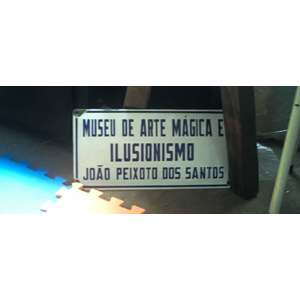 MUSEU DE ARTE MÁGICA E
ILUSIONISMO
JOÃO PEIXOTO DOS SANTOS